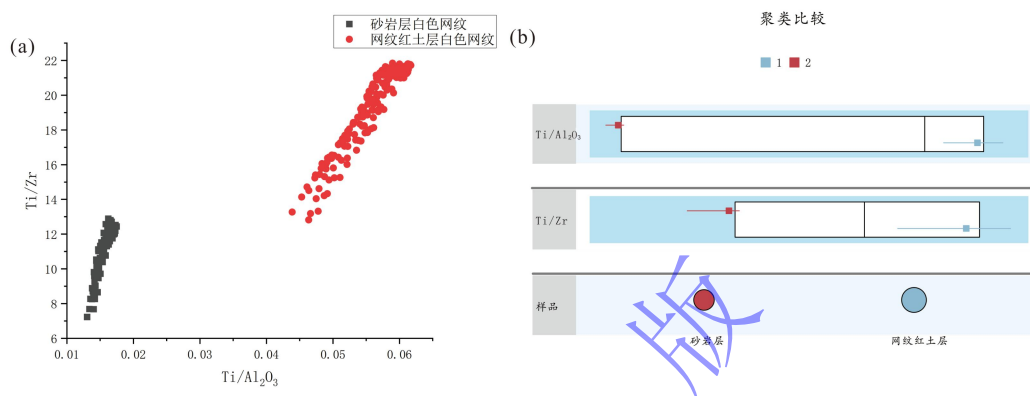 (a)
砂岩层白色网纹
网纹红土层白色网纹
22
20
18
16
14
12
10
8
6
Ti/Zr
0.01
0.02
0.03
0.04
0.05
0.06
Ti/Al₂O₃
(b)
聚类比较
1 2
Ti/Al₂O₃
Ti/Zr
样品
砂岩层
网纹红土层